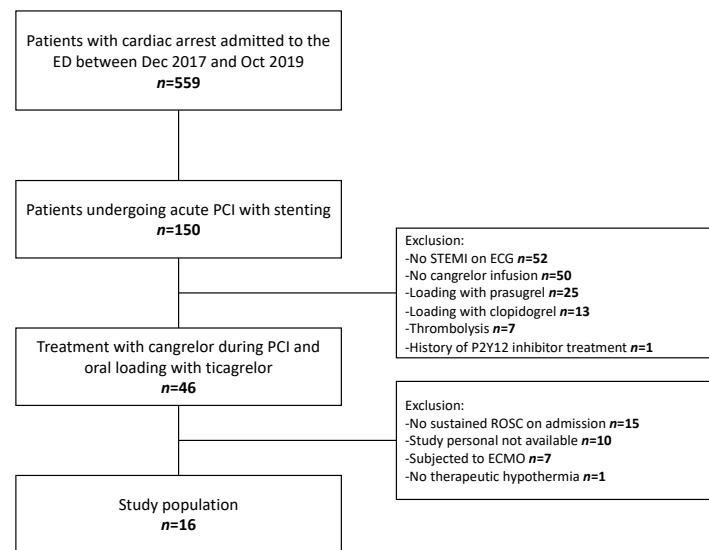 Patients with cardiac arrest admitted to the
ED between Dec 2017 and Oct 2019
n=559
Patients undergoing acute PCI with stenting
n=150
Exclusion:
-No STEMI on ECG n=52
-No cangrelor infusion n=50
-Loading with prasugrel n=25
-Loading with clopidogrel n=13
-Thrombolysis n=7
-History of P2Y12 inhibitor treatment n=1
Treatment with cangrelor during PCI and
oral loading with ticagrelor
n=46
Exclusion:
-No sustained ROSC on admission n=15
-Study personal not available n=10
-Subjected to ECMO n=7
-No therapeutic hypothermia n=1
Study population
n=16